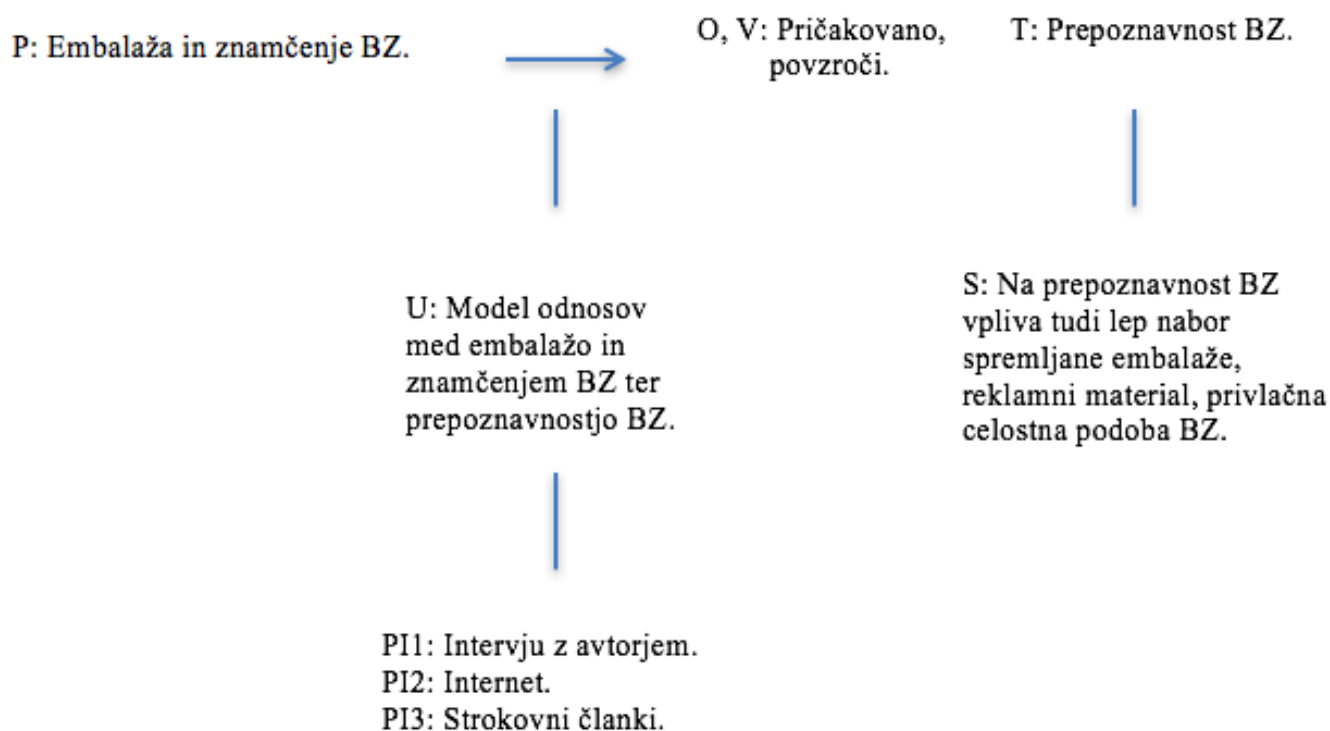 P: Embalaža in znamčenje BZ.
O, V: Pričakovano,
povzroči.
T: Prepoznavnost BZ.
U: Model odnosov
med embalažo in
znamčenjem BZ ter
prepoznavnostjo BZ.
S: Na prepoznavnost BZ
vpliva tudi lep nabor
spremljane embalaže,
reklamni material, privlačna
celostna podoba BZ.
PI1: Intervju z avtorjem.
PI2: Internet.
PI3: Strokovni članki.